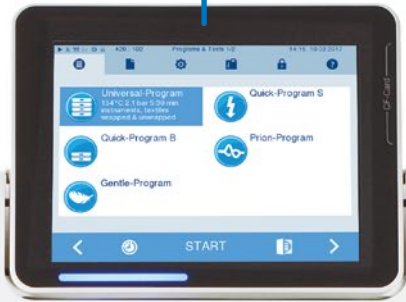 Programs & Tests 1/2
Universal-Program
134°C 2.1 bar 5:30 min
instruments, textiles
wrapped & unwrapped
Quick-Program S
Quick-Program B
Prion-Program
Gentle-Program
START
CF-Card